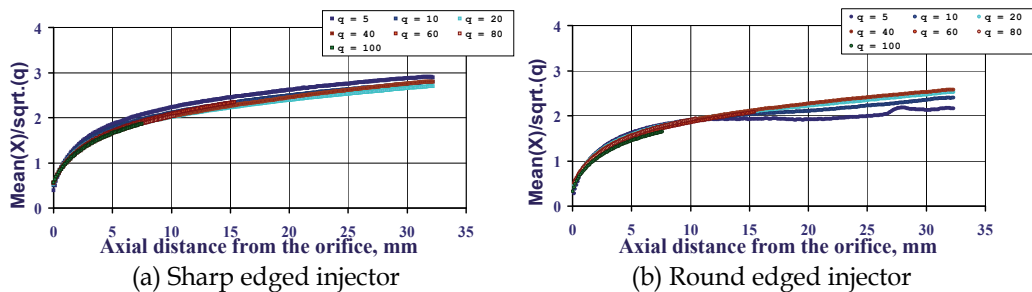 q = 5 q = 10 q = 20
q = 40 q = 60 q = 80
q = 100
Mean(X)/sqrt.(q)
4
3
2
1
0
0 5 10 15 20 25 30 35
Axial distance from the orifice, mm
(a) Sharp edged injector
q = 5 q = 10 q = 20
q = 40 q = 60 q = 80
q = 100
Mean(X)/sqrt.(q)
4
3
2
1
0
0 5 10 15 20 25 30 35
Axial distance from the orifice, mm
(b) Round edged injector